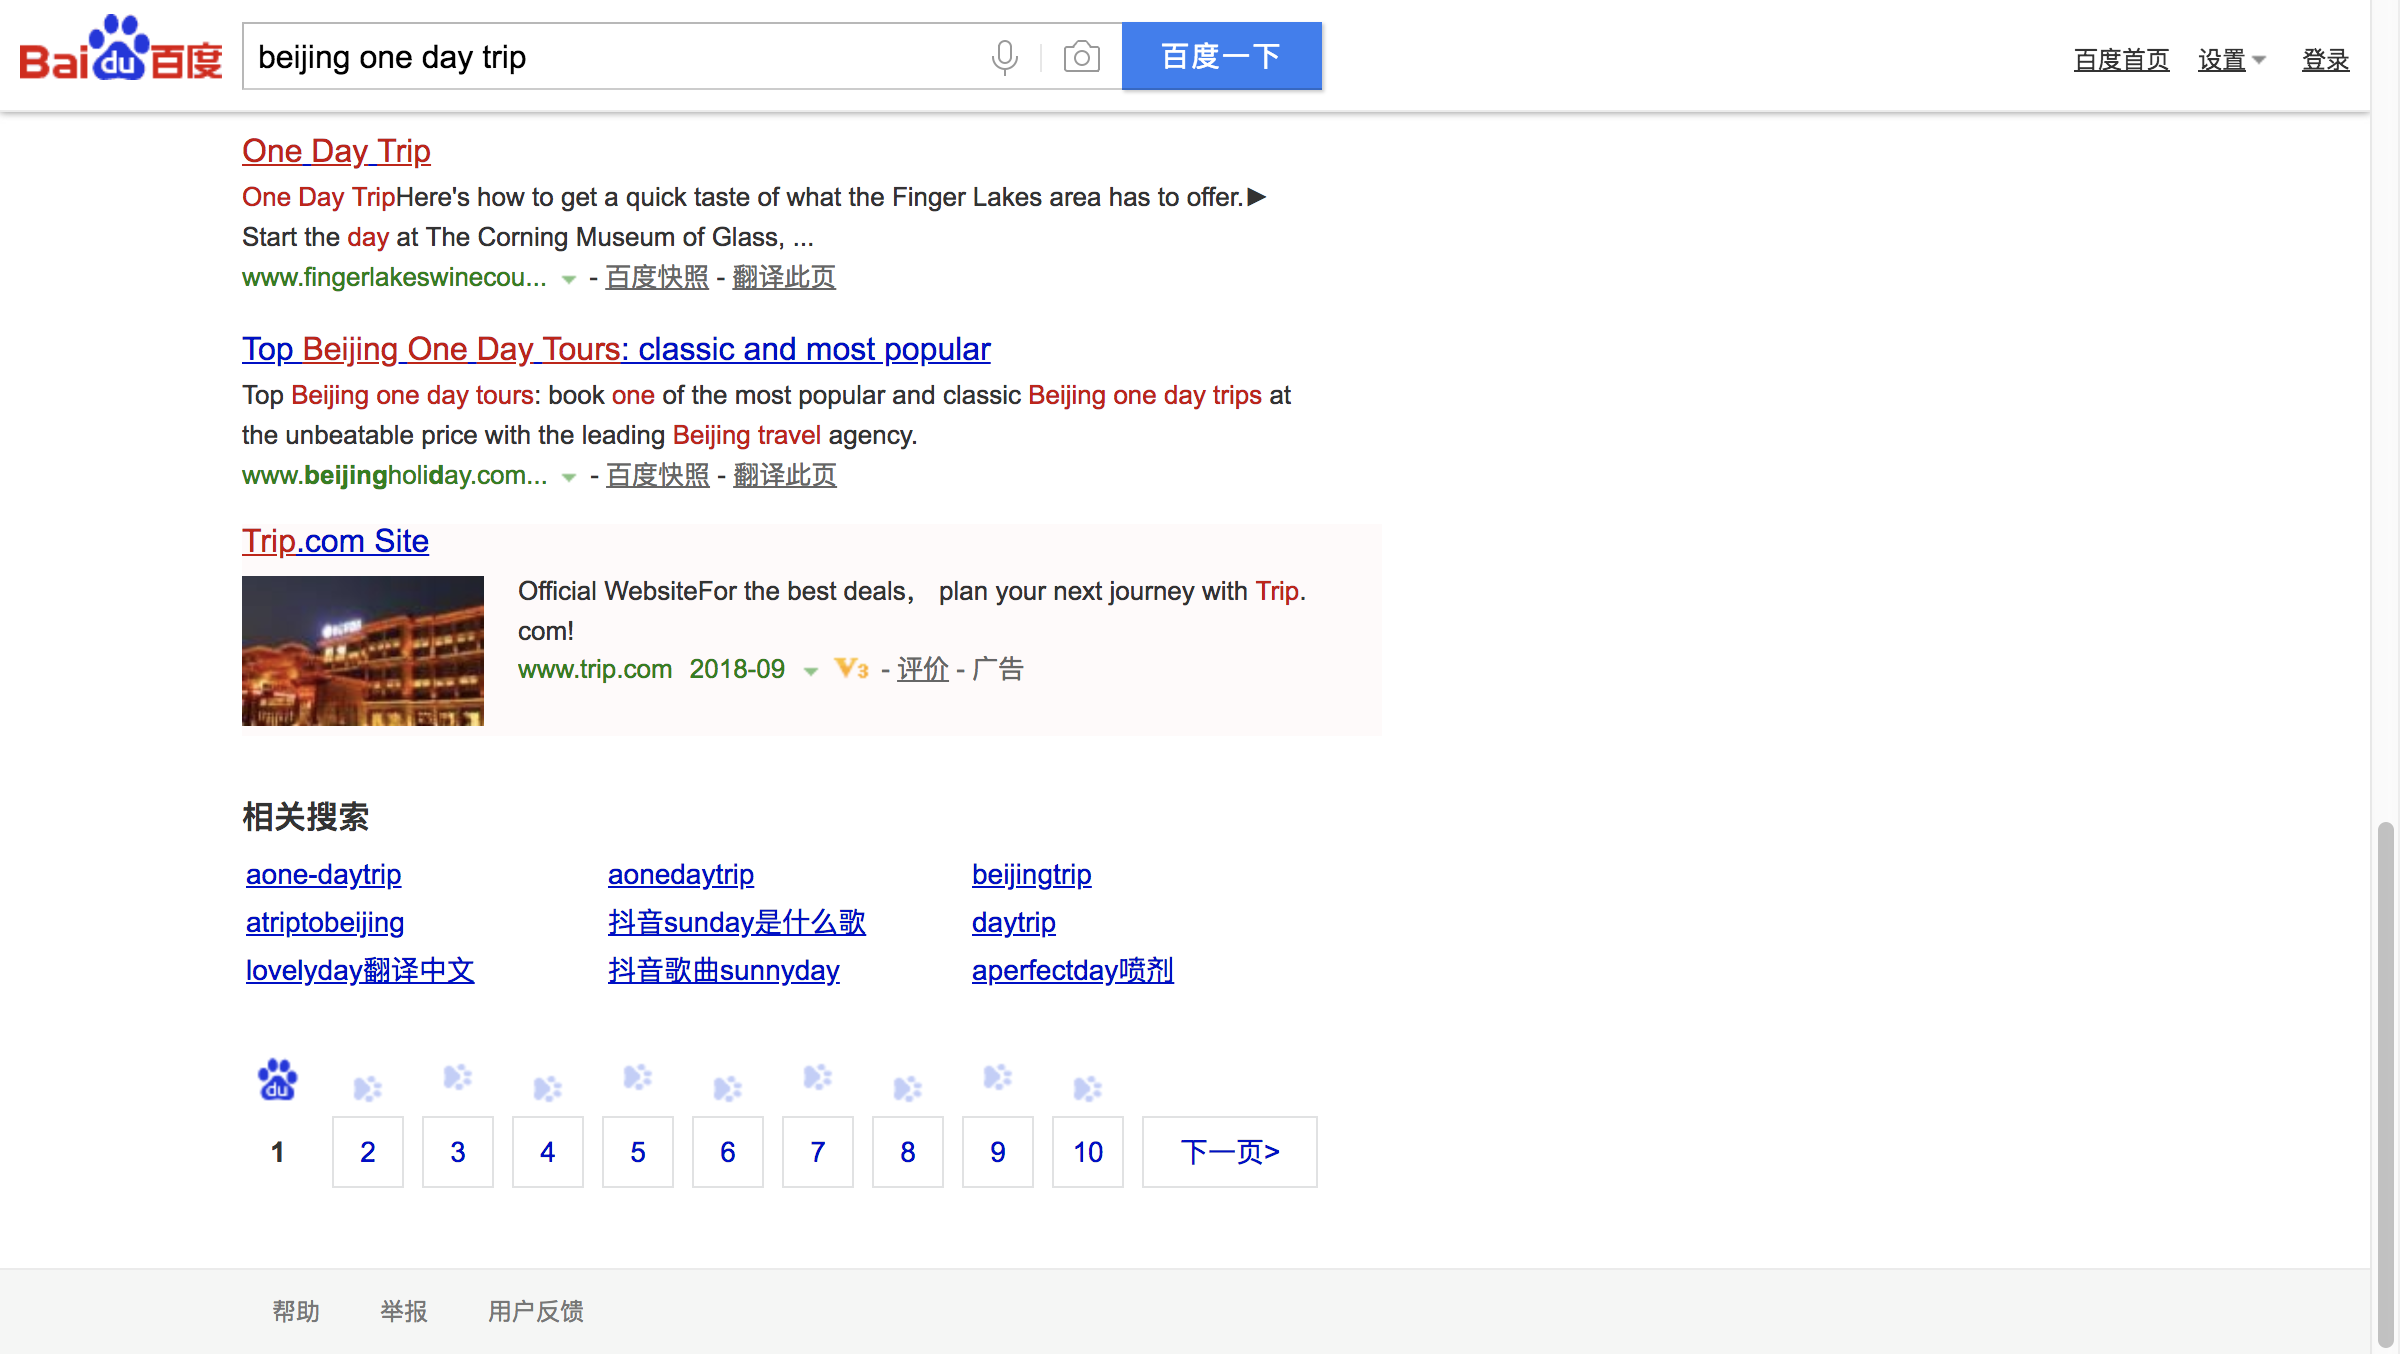 Bai du 百度
beijing one day trip
百度一下
百度首页 设置 登录
One Day Trip
One Day TripHere's how to get a quick taste of what the Finger Lakes area has to offer.►
Start the day at The Corning Museum of Glass, ...
www.fingerlakeswinecou... - 百度快照 - 翻译此页
Top Beijing One Day Tours: classic and most popular
Top Beijing one day tours: book one of the most popular and classic Beijing one day trips at
the unbeatable price with the leading Beijing travel agency.
www.beijingholiday.com... - 百度快照 - 翻译此页
Trip.com Site
Official WebsiteFor the best deals， plan your next journey with Trip.
com!
www.trip.com 2018-09 V3 - 评价 - 广告
相关搜索
aone-daytrip aonedaytrip beijingtrip
atriptobeijing 抖音sunday是什么歌 daytrip
lovelyday翻译中文 抖音歌曲sunnyday aperfectday喷剂
du
1 2 3 4 5 6 7 8 9 10 下一页>
帮助 举报 用户反馈